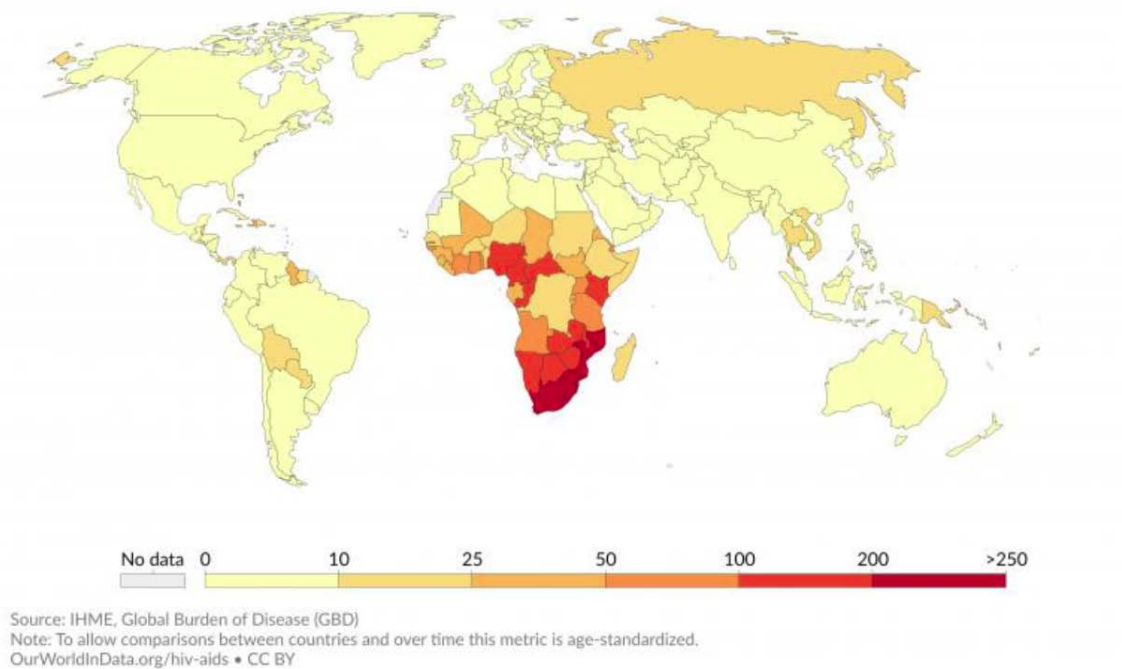 No data 0 10 25 50 100 200 >250
Source: IHME, Global Burden of Disease (GBD)
Note: To allow comparisons between countries and over time this metric is age-standardized.
OurWorldInData.org/hiv-aids • CC BY